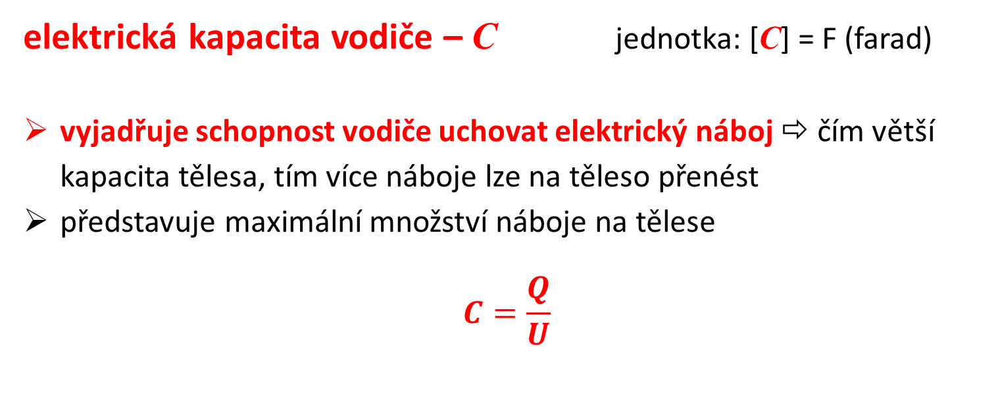 elektrická kapacita vodiče – C jednotka: [C] = F (farad)
➢ vyjadřuje schopnost vodiče uchovat elektrický náboj ⇨ čím větší
kapacita tělesa, tím více náboje lze na těleso přenést
➢ představuje maximální množství náboje na tělese
C = Q/U